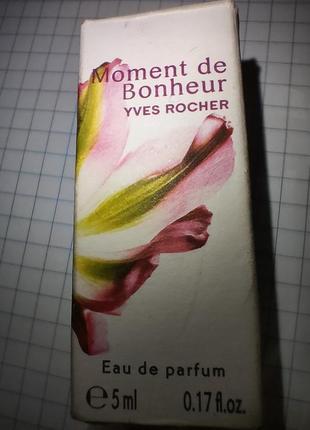 Moment de
Bonheur
YVES ROCHER
Eau de parfum
℮5ml 0.17 fl.oz.